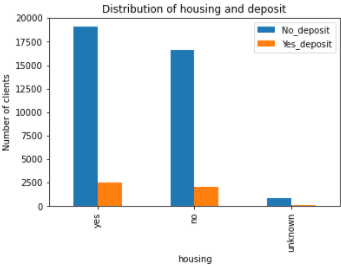 Distribution of housing and deposit
20000
17500
15000
12500
10000
7500
5000
2500
0
Number of clients
No_deposit
Yes_deposit
yes
no
unknown
housing